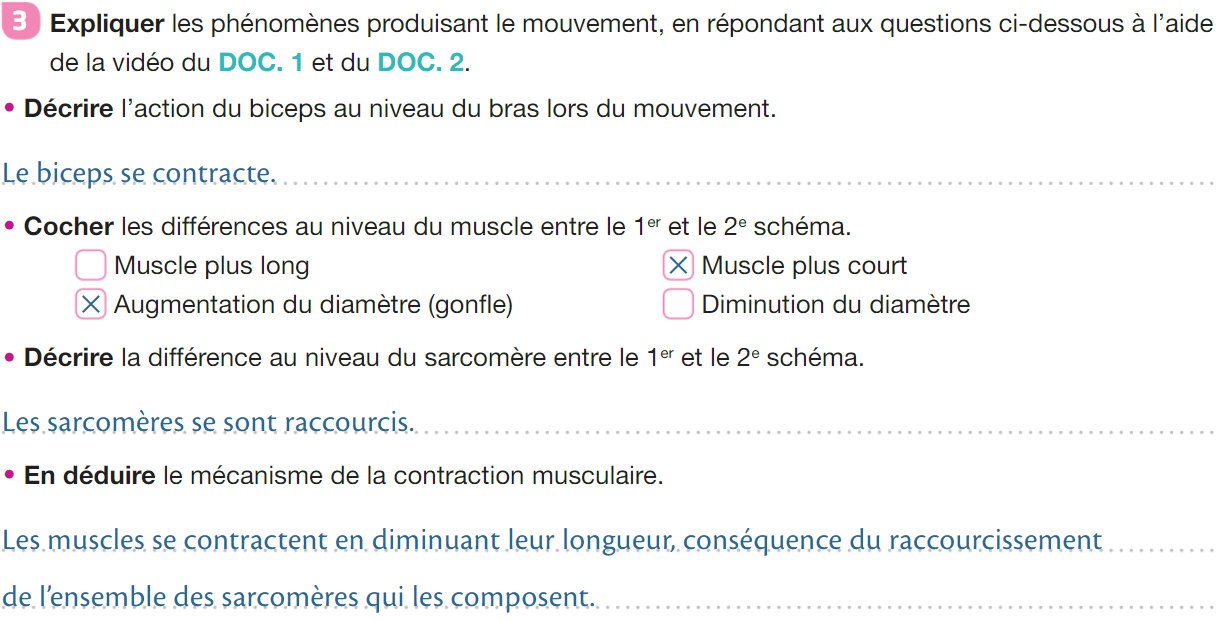 3 Expliquer les phénomènes produisant le mouvement, en répondant aux questions ci-dessous à l’aide
de la vidéo du DOC. 1 et du DOC. 2.
• Décrire l’action du biceps au niveau du bras lors du mouvement.
Le biceps se contracte.
• Cocher les différences au niveau du muscle entre le 1er et le 2e schéma.
Muscle plus long Muscle plus court
Augmentation du diamètre (gonfle) Diminution du diamètre
• Décrire la différence au niveau du sarcomère entre le 1er et le 2e schéma.
Les sarcomères se sont raccourcis.
• En déduire le mécanisme de la contraction musculaire.
Les muscles se contractent en diminuant leur longueur, conséquence du raccourcissement
de l’ensemble des sarcomères qui les composent.